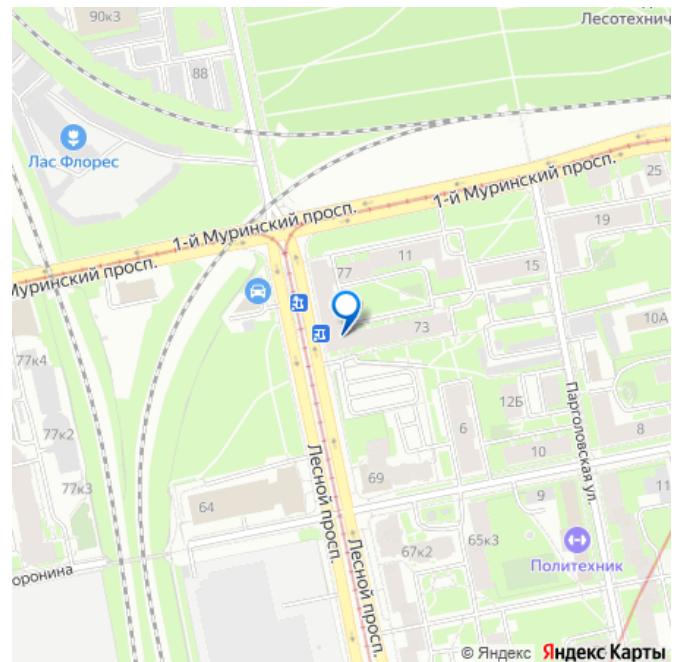 90к3
Лесотехнич
88
Лас Флорес
1-й Муринский просп.
1-й Муринский просп.
25
19
Муринский просп.
77
11
15
73
10А
77к4
12Б
Парголовская ул.
77к2
6
8
10
Лесной просп.
69
77к3
64
9
11
65к3
67к2
Политехник
оронина
Лесной просп.
© Яндекс Яндекс Карты